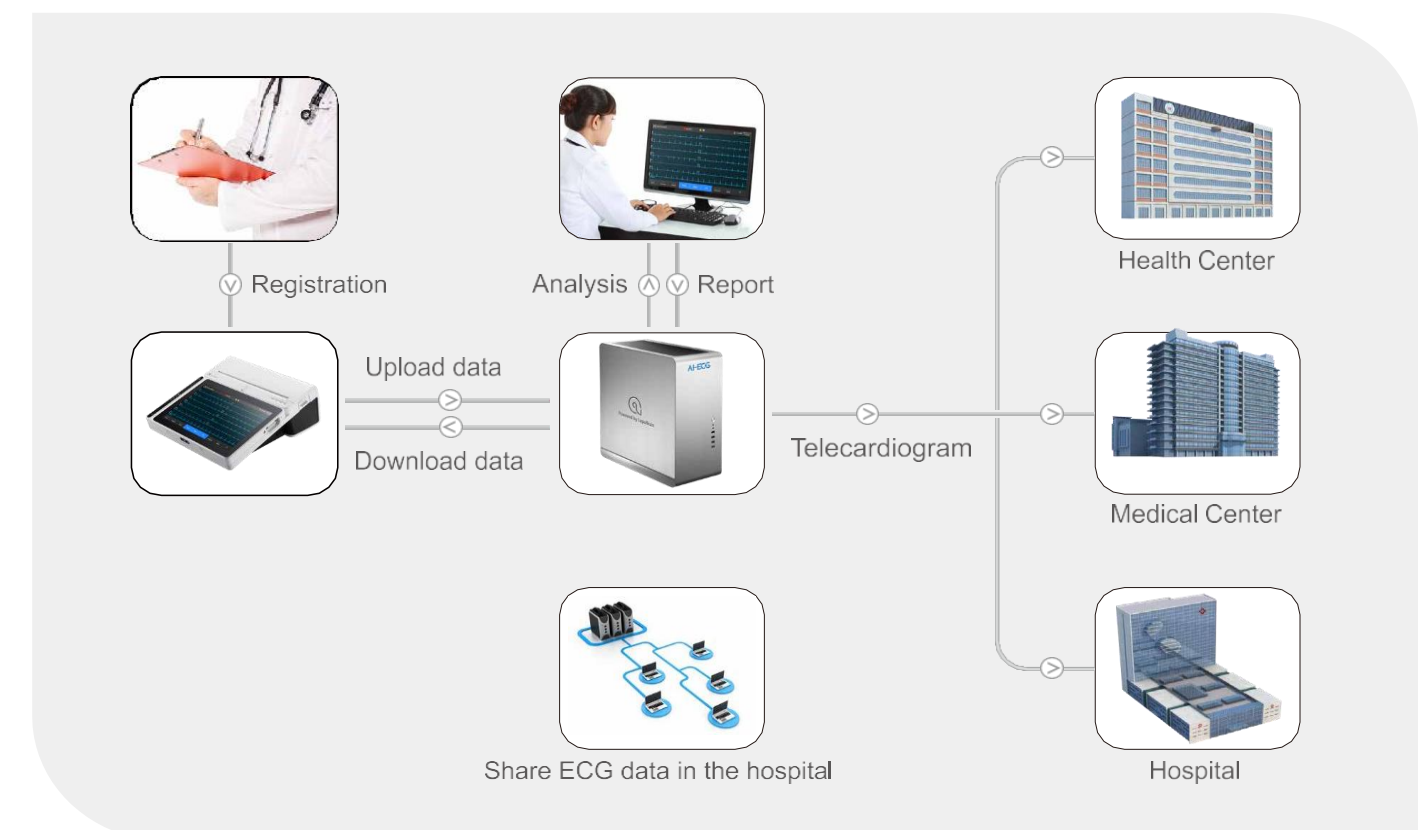 Registration
Analysis
Report
Health Center
Upload data
Download data
AI-ECG
Telecardiogram
Medical Center
Share ECG data in the hospital
Hospital